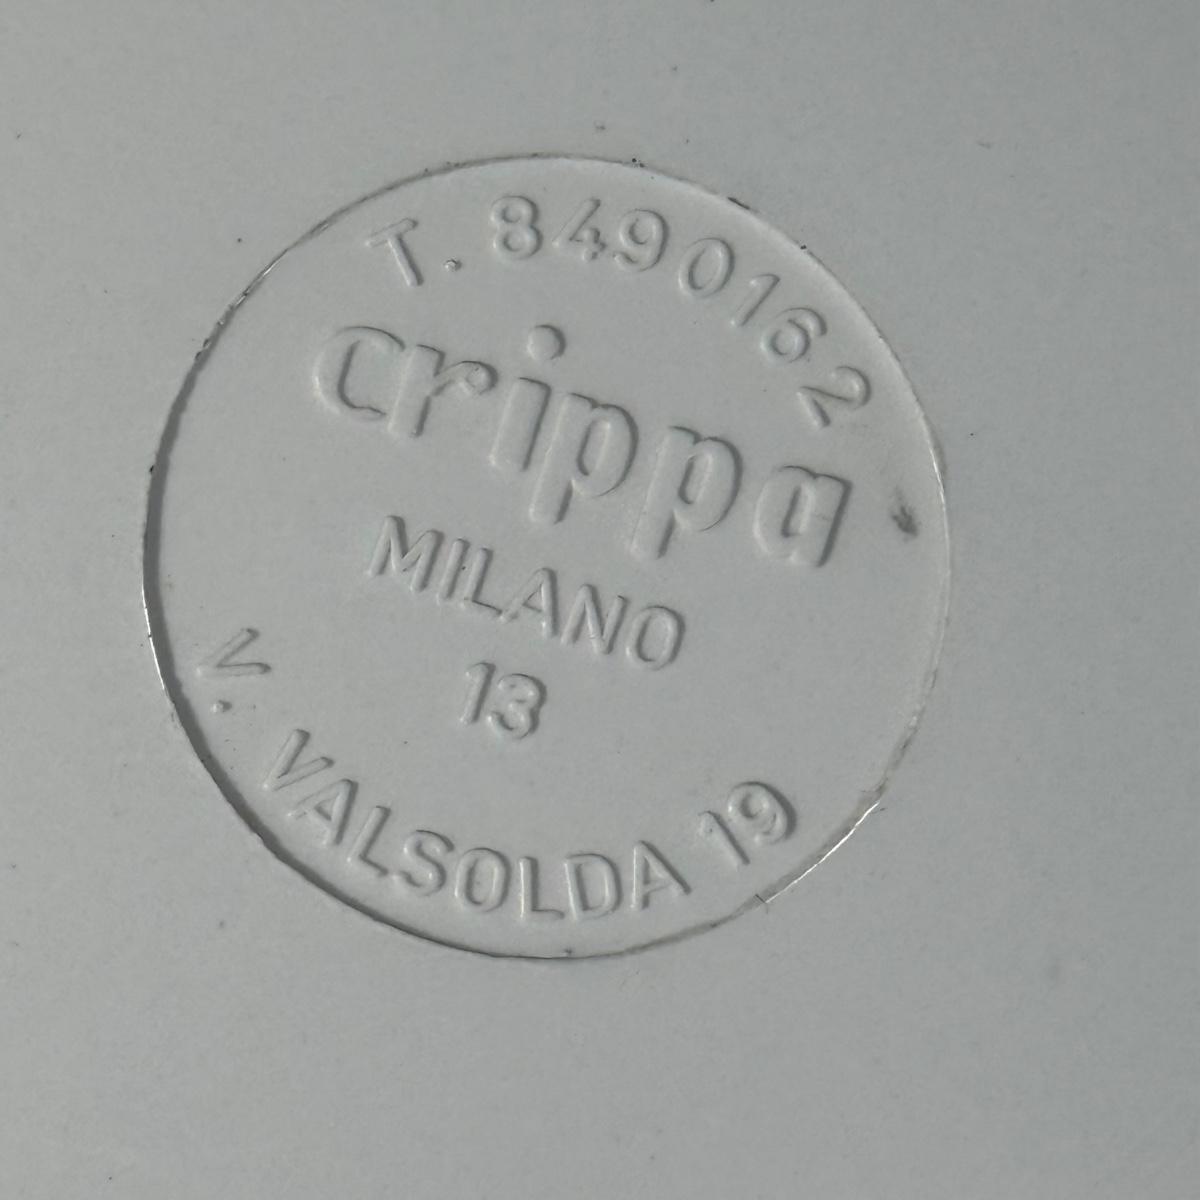 T. 8490162
crippa
MILANO
13
V. VALSOLDA 19